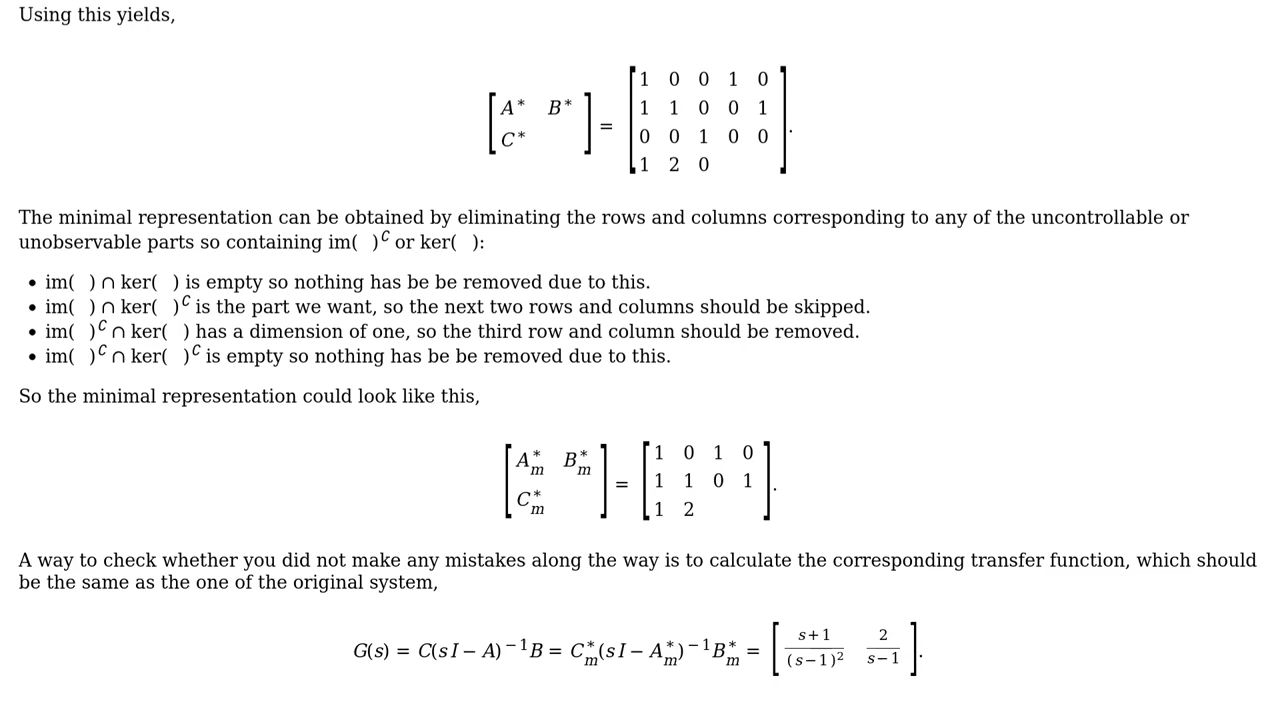 Using this yields,
[ A* B* ; C* ] = [ 1 0 0 1 0 ; 1 1 0 0 1 ; 0 0 1 0 0 ; 1 2 0 ].
The minimal representation can be obtained by eliminating the rows and columns corresponding to any of the uncontrollable or
unobservable parts so containing im( )^C or ker( ):
• im( ) ∩ ker( ) is empty so nothing has be be removed due to this.
• im( ) ∩ ker( )^C is the part we want, so the next two rows and columns should be skipped.
• im( )^C ∩ ker( ) has a dimension of one, so the third row and column should be removed.
• im( )^C ∩ ker( )^C is empty so nothing has be be removed due to this.
So the minimal representation could look like this,
[ A*_m B*_m ; C*_m ] = [ 1 0 1 0 ; 1 1 0 1 ; 1 2 ].
A way to check whether you did not make any mistakes along the way is to calculate the corresponding transfer function, which should
be the same as the one of the original system,
G(s) = C(sI − A)^−1 B = C*_m(sI − A*_m)^−1 B*_m = [ (s+1)/(s−1)^2 2/(s−1) ].